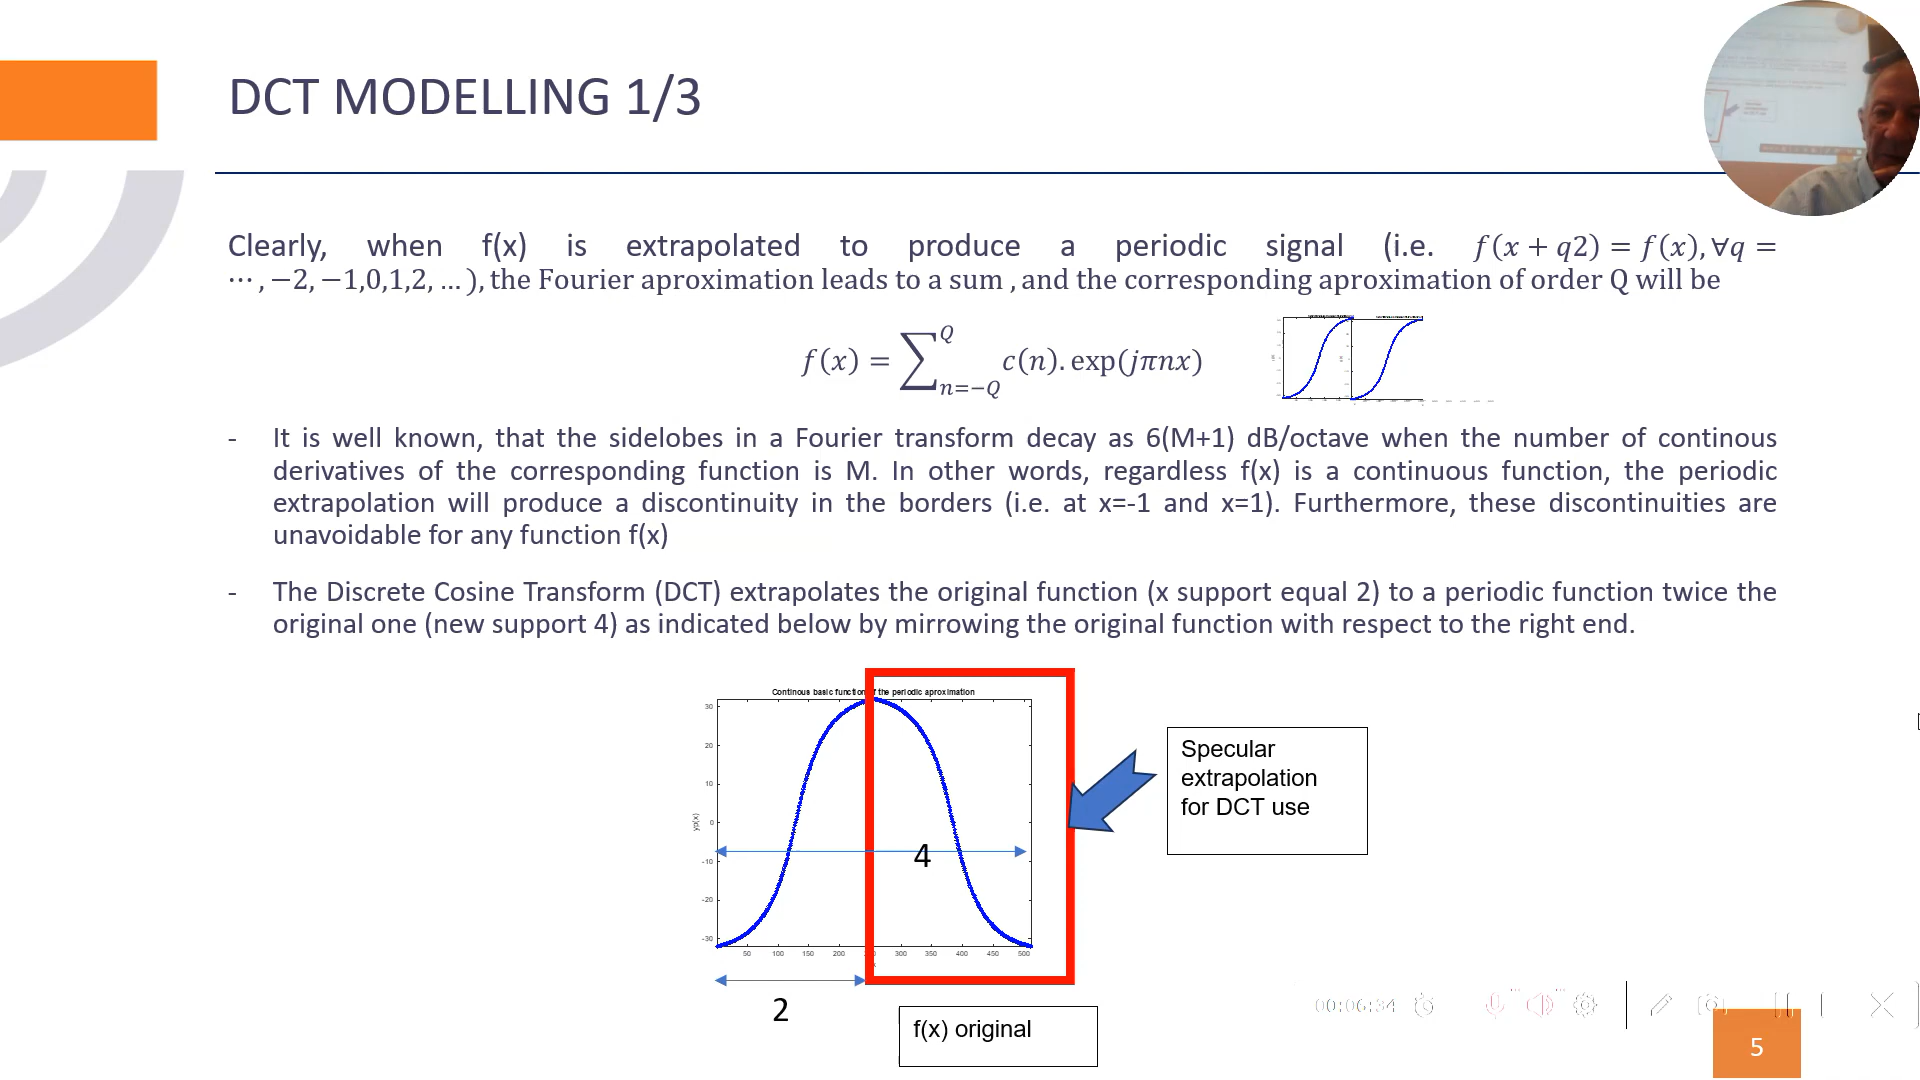 DCT MODELLING 1/3
Clearly, when f(x) is extrapolated to produce a periodic signal (i.e. f(x + q2) = f(x), ∀q =
⋯ , −2, −1,0,1,2, … ), the Fourier aproximation leads to a sum , and the corresponding aproximation of order Q will be
f(x) = ∑_{n=−Q}^{Q} c(n). exp(jπnx)
- It is well known, that the sidelobes in a Fourier transform decay as 6(M+1) dB/octave when the number of continous
derivatives of the corresponding function is M. In other words, regardless f(x) is a continuous function, the periodic
extrapolation will produce a discontinuity in the borders (i.e. at x=-1 and x=1). Furthermore, these discontinuities are
unavoidable for any function f(x)
- The Discrete Cosine Transform (DCT) extrapolates the original function (x support equal 2) to a periodic function twice the
original one (new support 4) as indicated below by mirrowing the original function with respect to the right end.
Continous basic function of the periodic aproximation
30
20
10
0
-10
-20
-30
yp(x)
4
50 100 150 200 300 350 400 450 500
2
Specular
extrapolation
for DCT use
f(x) original
00:06:34
5